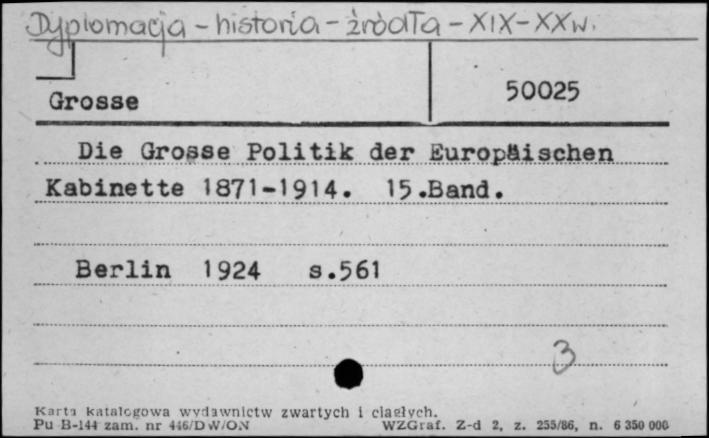 Dyplomacja - historia - źródła - XIX-XX w.
Grosse
50025
Die Grosse Politik der Europäischen
Kabinette 1871-1914. 15.Band.
Berlin 1924 s.561
3
Karta katalogowa wydawnictw zwartych i ciągłych.
Pu B-144 zam. nr 446/DW/ON WZGraf. Z-d 2, z. 255/86, n. 6 350 000